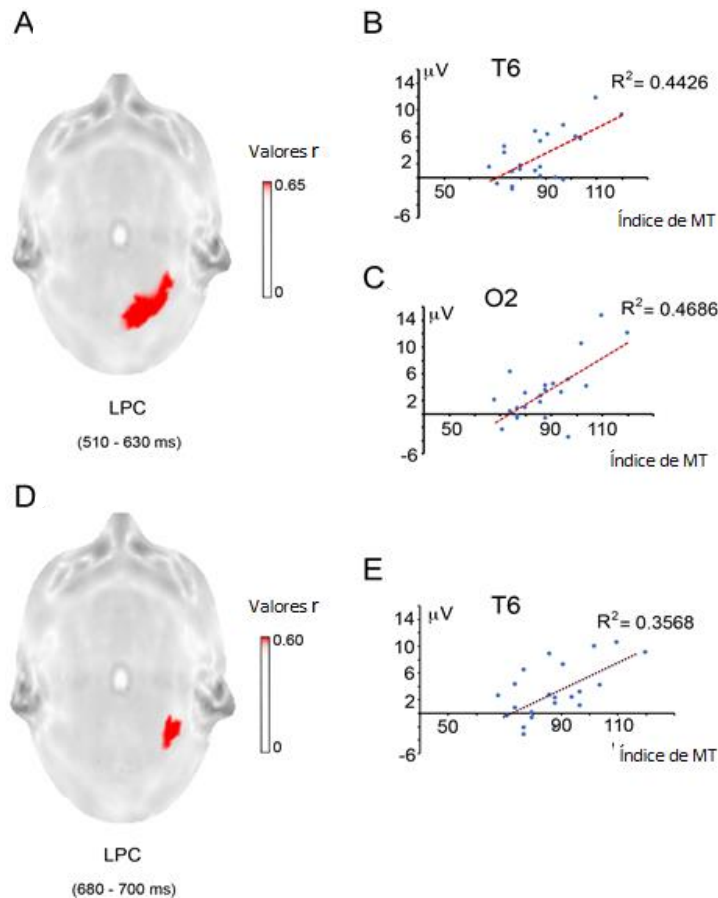 A
Valores r
0.65
0
LPC
(510 - 630 ms)
B
μV
T6
R²= 0.4426
14
10
6
2
-6
50
70
90
110
Índice de MT
C
μV
O2
R²= 0.4686
14
10
6
2
-6
50
70
90
110
Índice de MT
D
Valores r
0.60
0
LPC
(680 - 700 ms)
E
μV
T6
R²= 0.3568
14
10
6
2
-6
50
70
90
110
Índice de MT